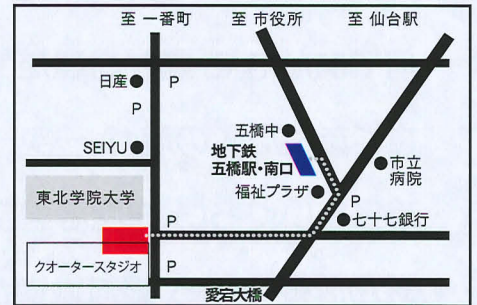 至 一番町 至 市役所 至 仙台駅
日産
P
P
五橋中
SEIYU
地下鉄
五橋駅・南口
市立
病院
福祉プラザ
東北学院大学
P
P
七十七銀行
クオータースタジオ
P
愛宕大橋